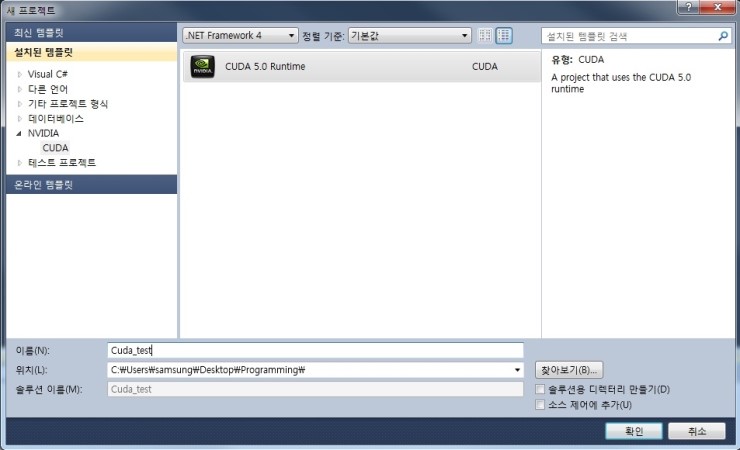 새 프로젝트
최신 템플릿
설치된 템플릿
Visual C#
다른 언어
기타 프로젝트 형식
데이터베이스
NVIDIA
CUDA
테스트 프로젝트
온라인 템플릿
.NET Framework 4 정렬 기준: 기본값
NVIDIA CUDA 5.0 Runtime CUDA
설치된 템플릿 검색
유형: CUDA
A project that uses the CUDA 5.0
runtime
이름(N): Cuda_test
위치(L): C:₩Users₩samsung₩Desktop₩Programming₩ 찾아보기(B)...
솔루션 이름(M): Cuda_test 솔루션용 디렉터리 만들기(D)
소스 제어에 추가(U)
확인 취소